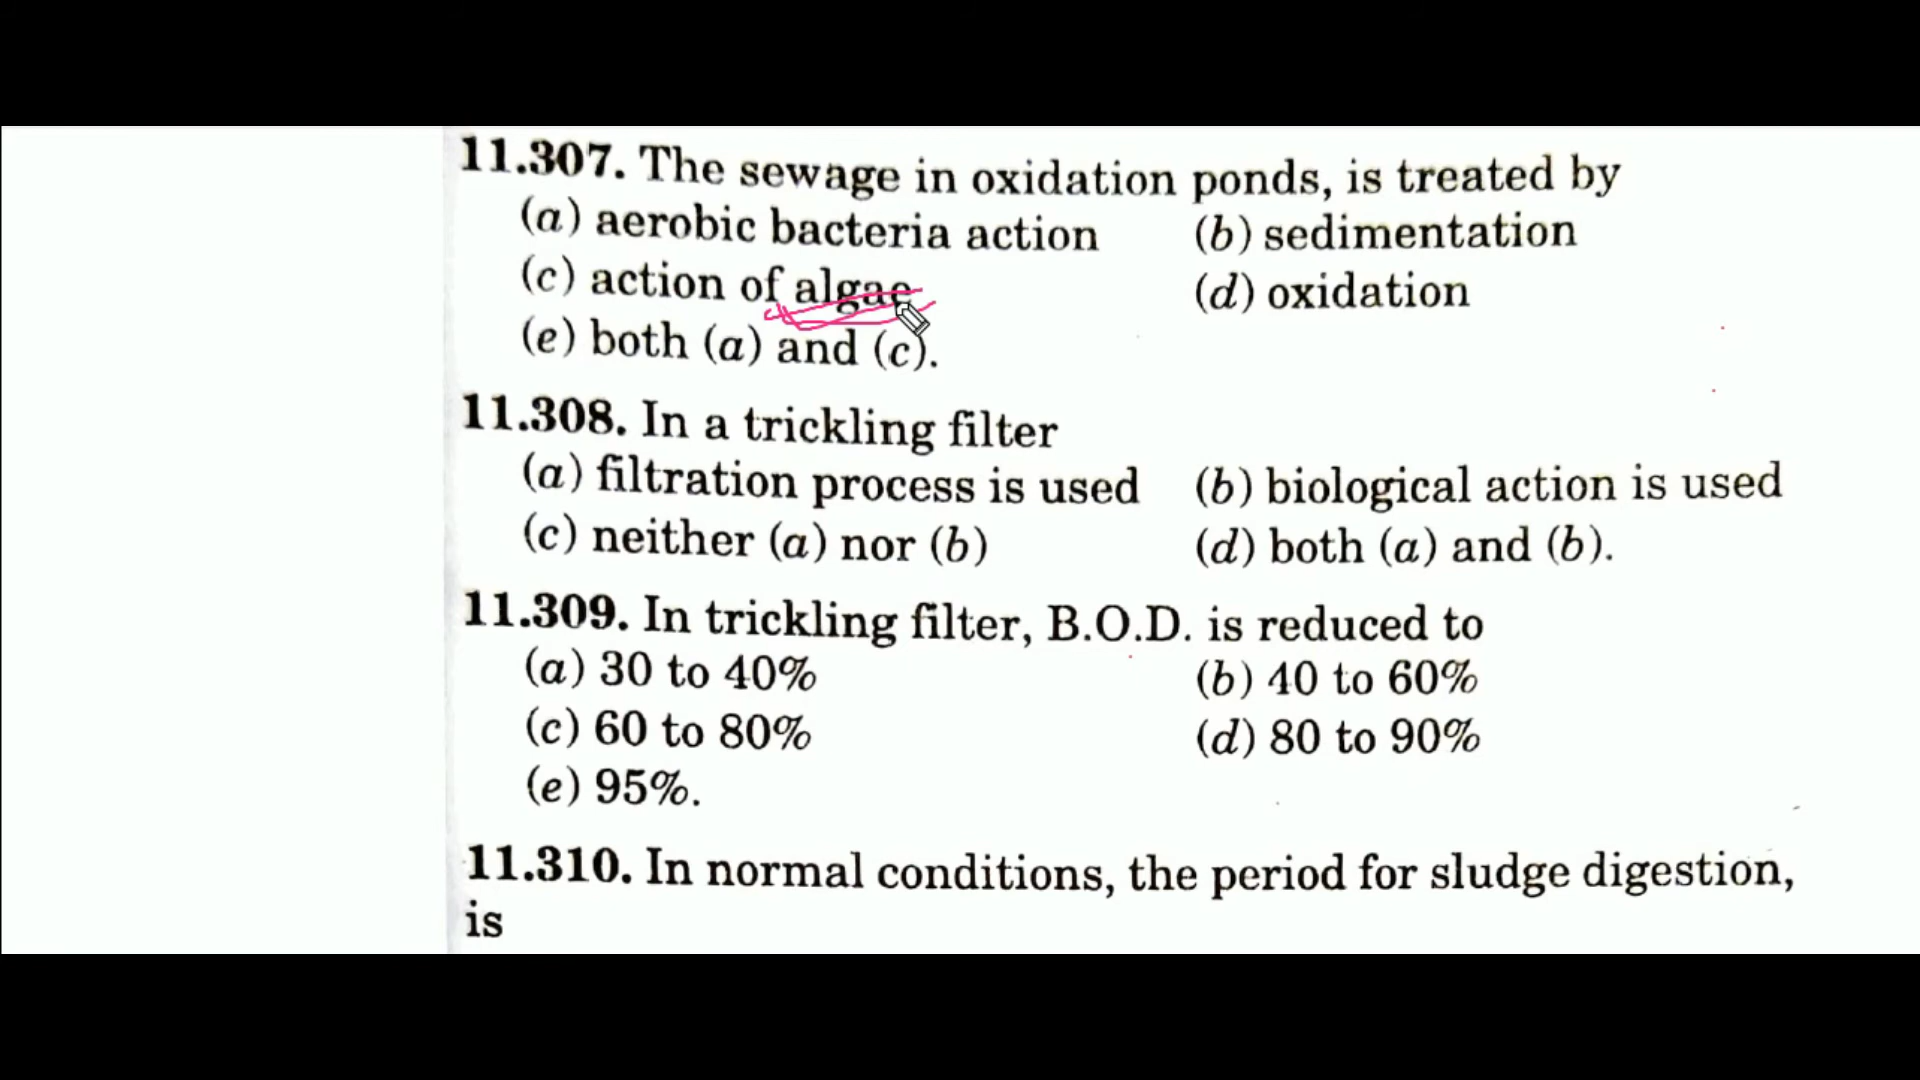 11.307. The sewage in oxidation ponds, is treated by
(a) aerobic bacteria action (b) sedimentation
(c) action of algae (d) oxidation
(e) both (a) and (c).
11.308. In a trickling filter
(a) filtration process is used (b) biological action is used
(c) neither (a) nor (b) (d) both (a) and (b).
11.309. In trickling filter, B.O.D. is reduced to
(a) 30 to 40% (b) 40 to 60%
(c) 60 to 80% (d) 80 to 90%
(e) 95%.
11.310. In normal conditions, the period for sludge digestion,
is